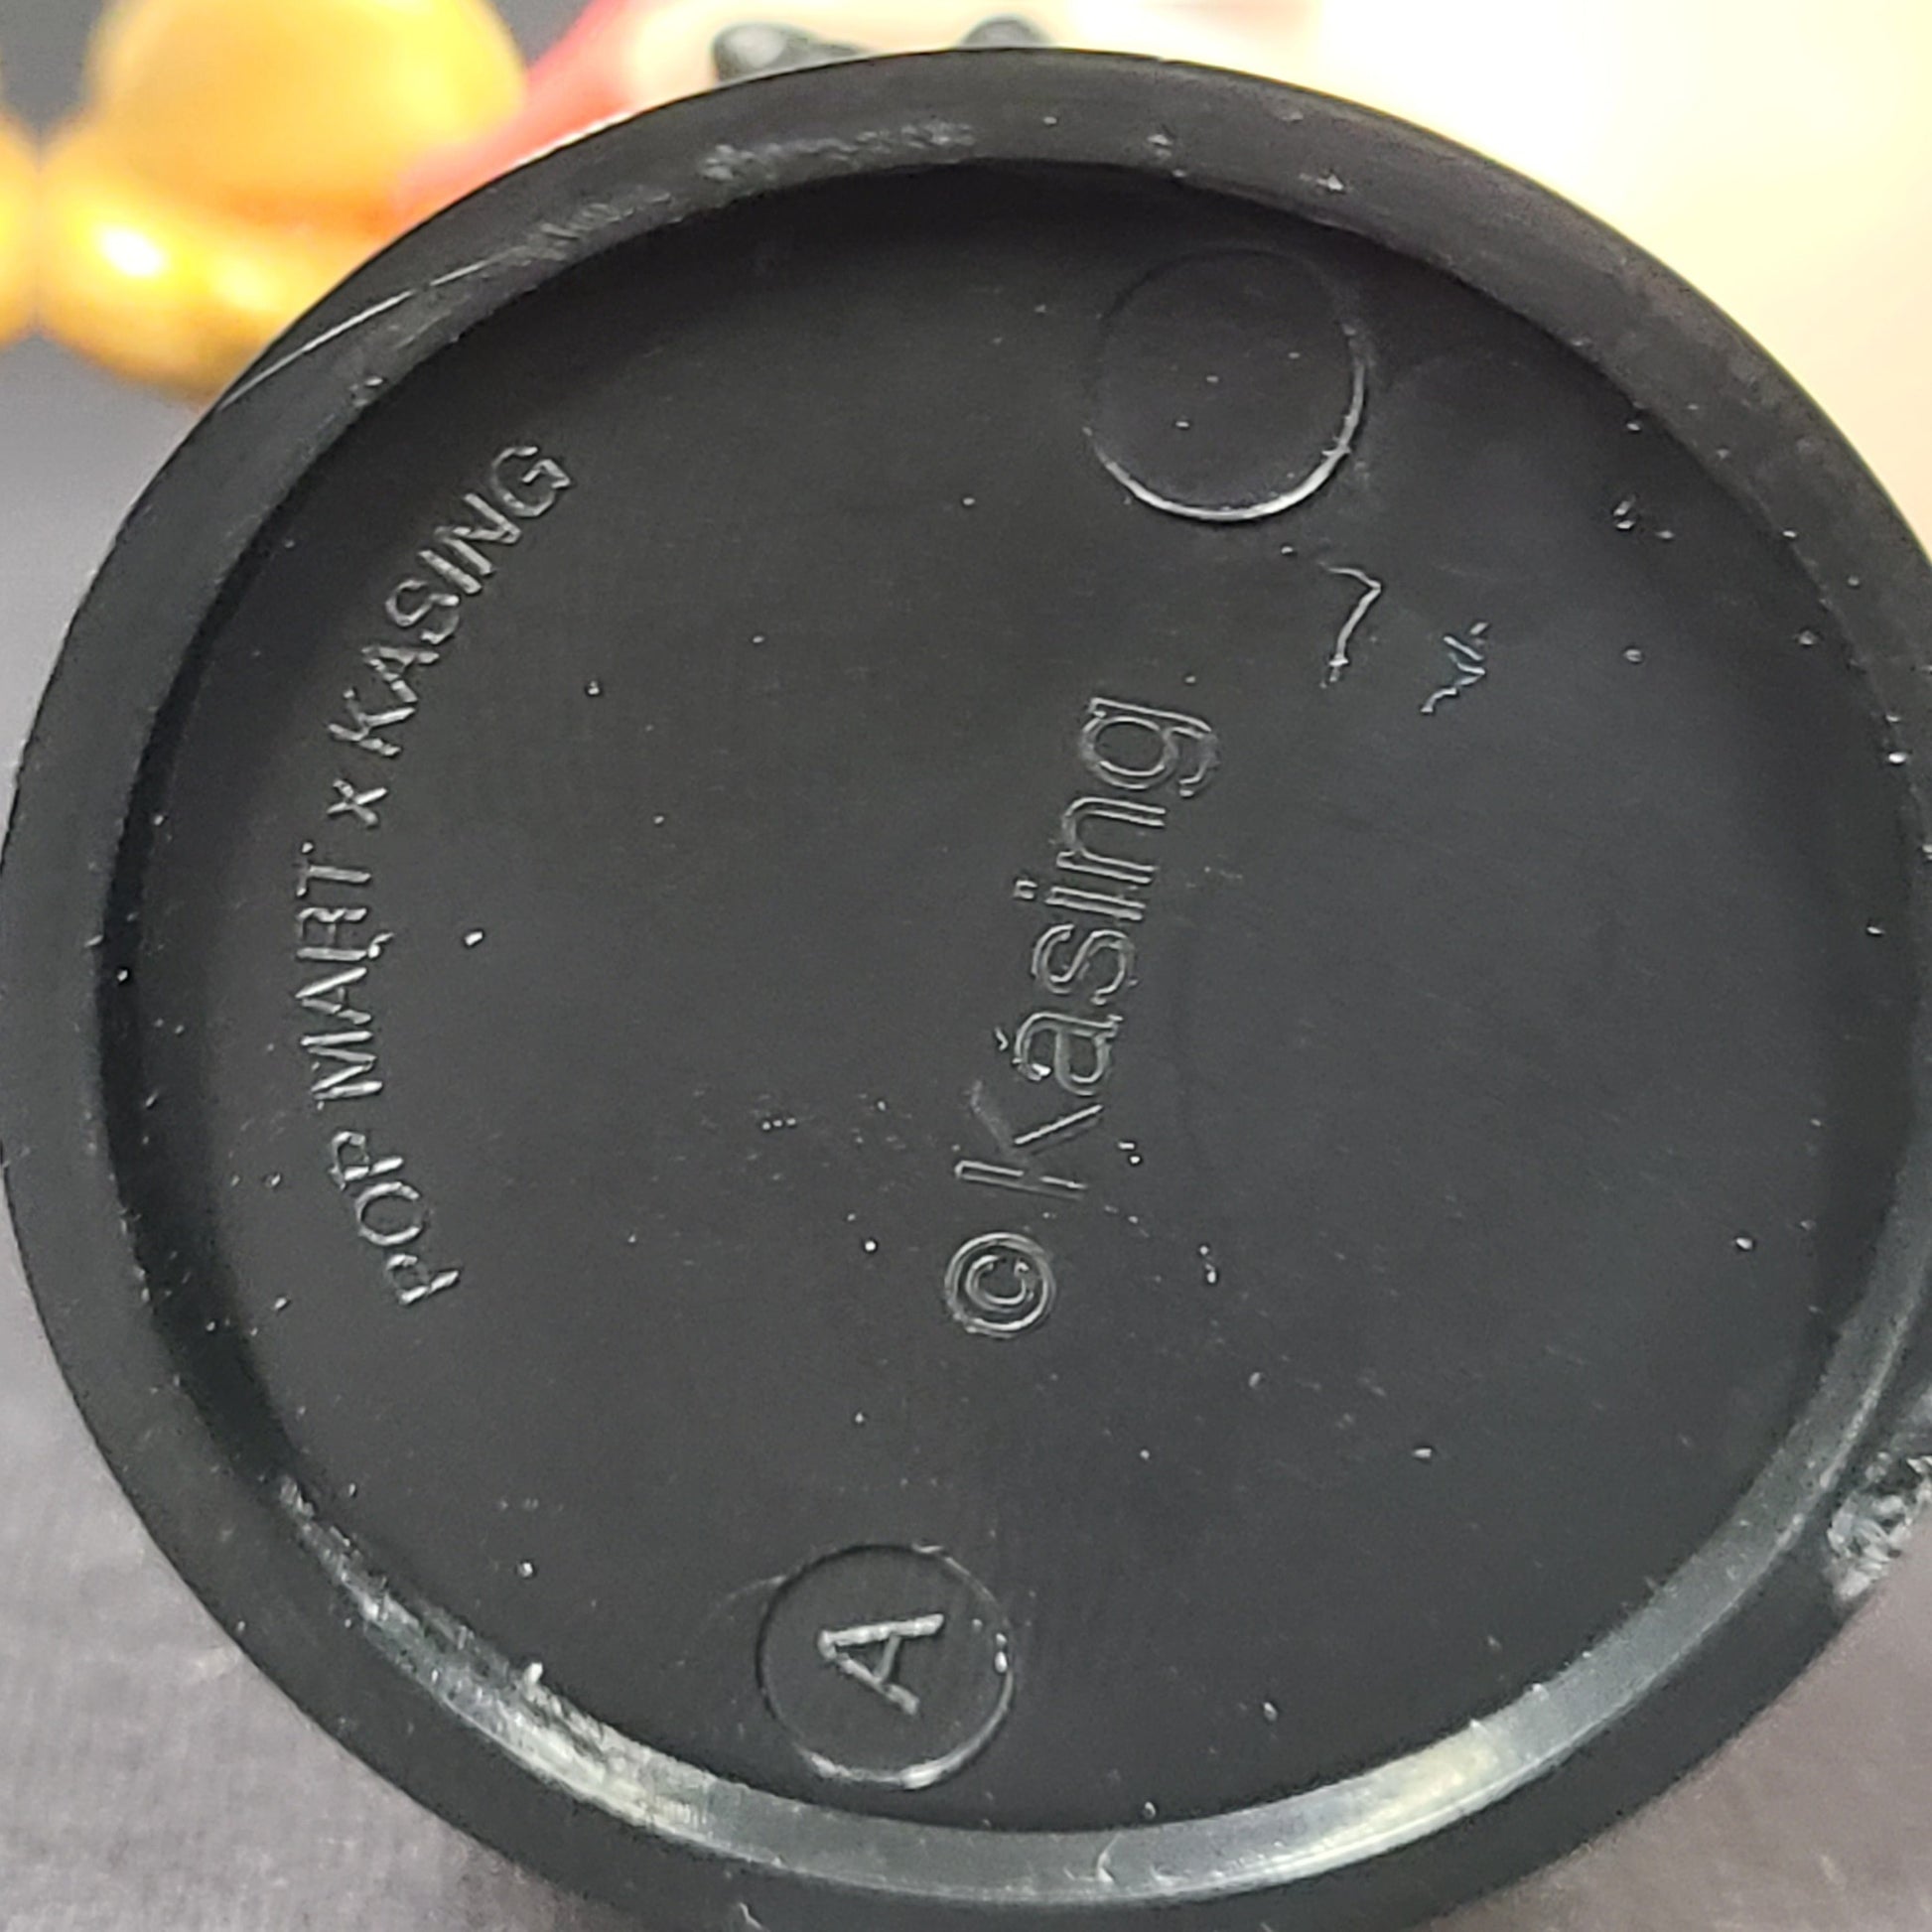 POP MART x KASING
© Kasing
A